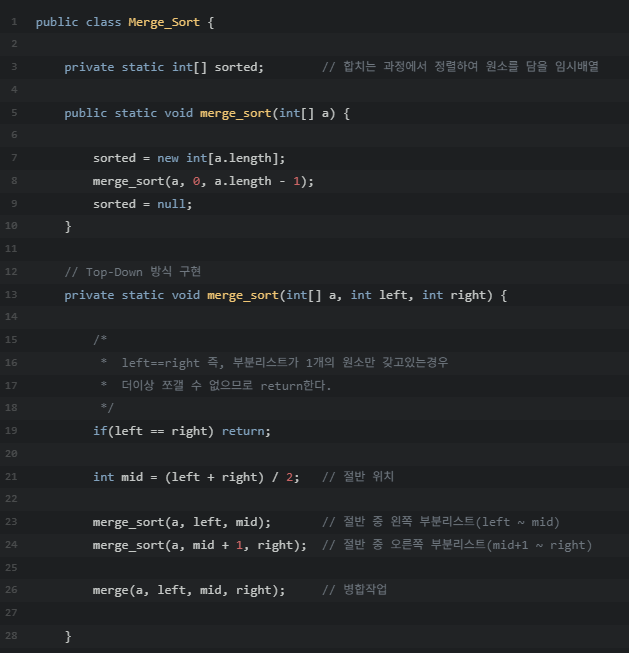 1 public class Merge_Sort {
2
3 private static int[] sorted; // 합치는 과정에서 정렬하여 원소를 담을 임시배열
4
5 public static void merge_sort(int[] a) {
6
7 sorted = new int[a.length];
8 merge_sort(a, 0, a.length - 1);
9 sorted = null;
10 }
11
12 // Top-Down 방식 구현
13 private static void merge_sort(int[] a, int left, int right) {
14
15 /*
16 * left==right 즉, 부분리스트가 1개의 원소만 갖고있는경우
17 * 더이상 쪼갤 수 없으므로 return한다.
18 */
19 if(left == right) return;
20
21 int mid = (left + right) / 2; // 절반 위치
22
23 merge_sort(a, left, mid); // 절반 중 왼쪽 부분리스트(left ~ mid)
24 merge_sort(a, mid + 1, right); // 절반 중 오른쪽 부분리스트(mid+1 ~ right)
25
26 merge(a, left, mid, right); // 병합작업
27
28 }